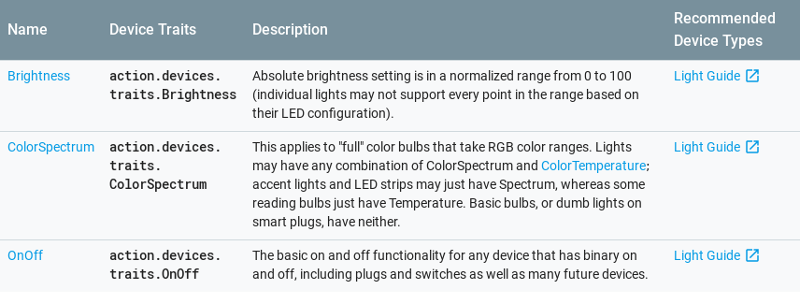 Name
Device Traits
Description
Recommended
Device Types
Brightness
action.devices.
traits.Brightness
Absolute brightness setting is in a normalized range from 0 to 100
(individual lights may not support every point in the range based on
their LED configuration).
Light Guide
ColorSpectrum
action.devices.
traits.
ColorSpectrum
This applies to "full" color bulbs that take RGB color ranges. Lights
may have any combination of ColorSpectrum and ColorTemperature;
accent lights and LED strips may just have Spectrum, whereas some
reading bulbs just have Temperature. Basic bulbs, or dumb lights on
smart plugs, have neither.
Light Guide
OnOff
action.devices.
traits.OnOff
The basic on and off functionality for any device that has binary on
and off, including plugs and switches as well as many future devices.
Light Guide